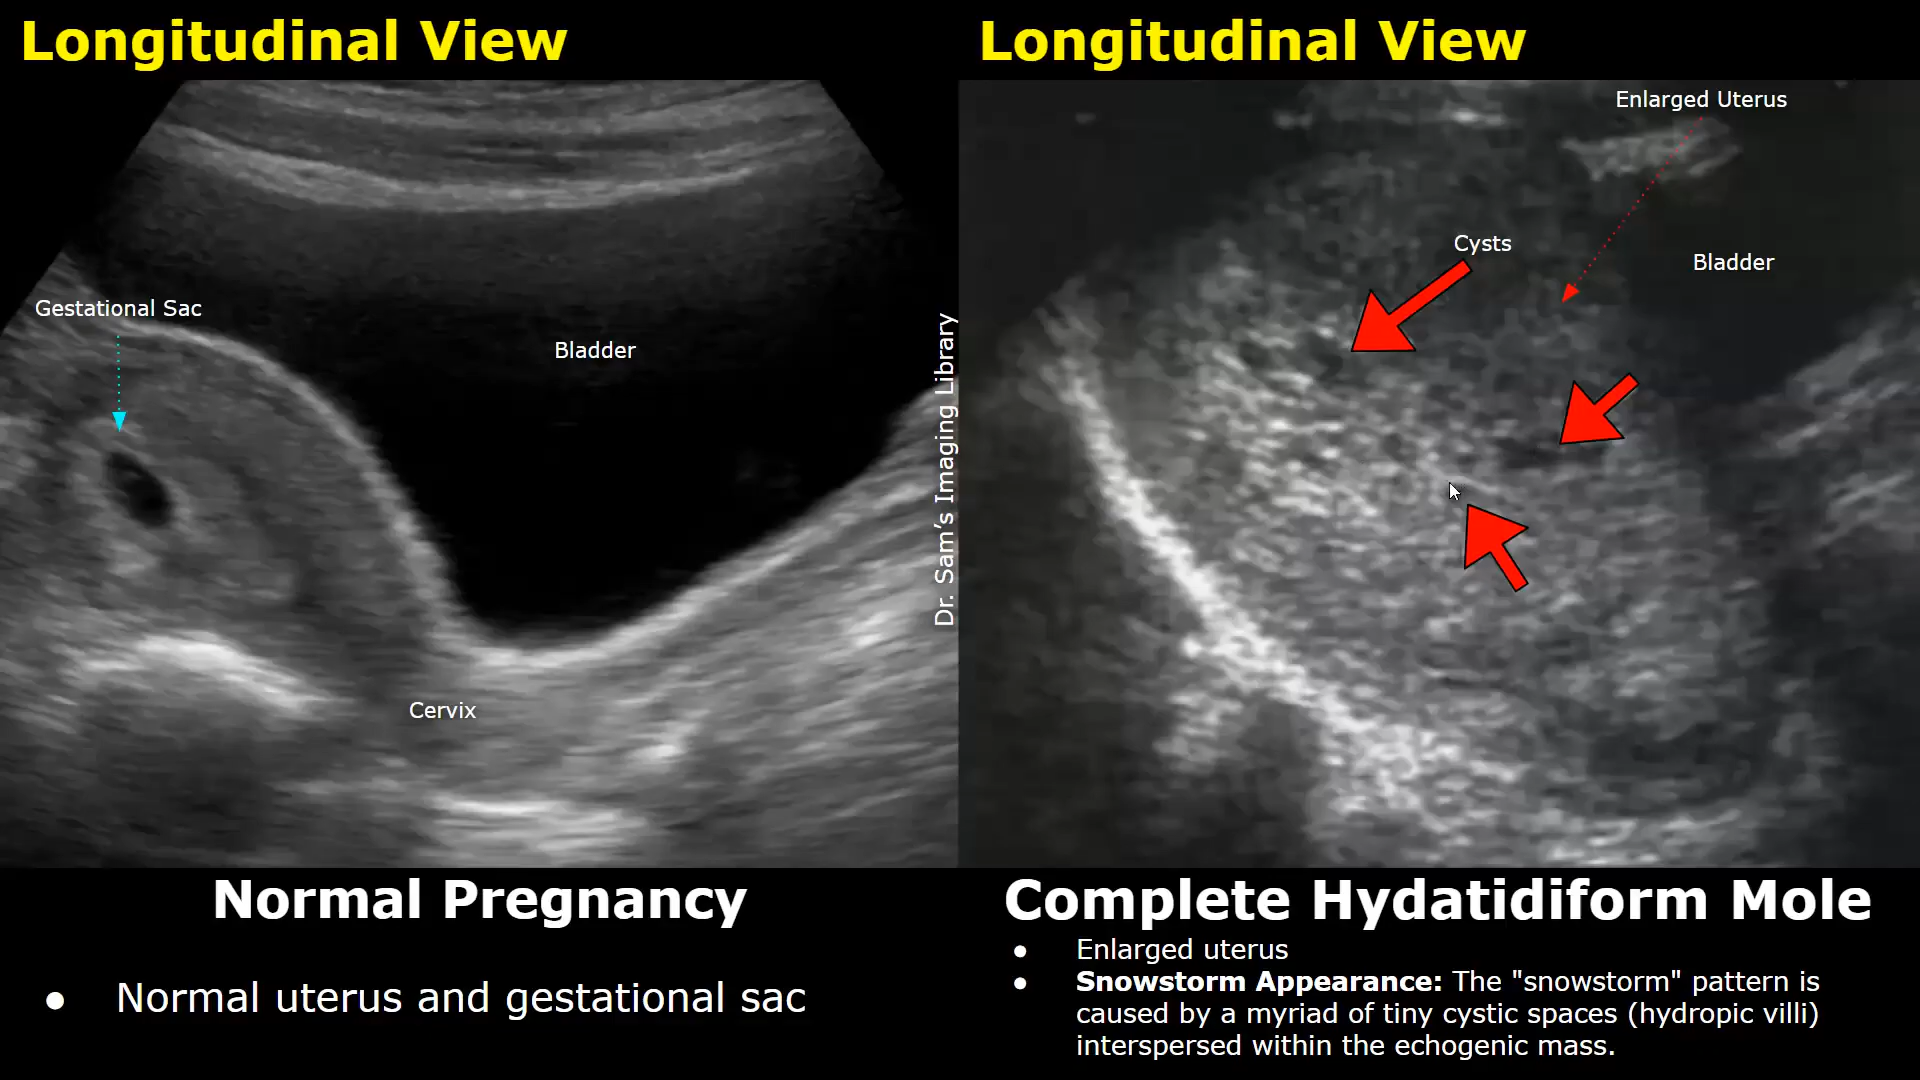 Longitudinal View
Gestational Sac
Bladder
Cervix
Dr. Sam's Imaging Library
Normal Pregnancy
● Normal uterus and gestational sac
Longitudinal View
Enlarged Uterus
Cysts
Bladder
Complete Hydatidiform Mole
● Enlarged uterus
● Snowstorm Appearance: The "snowstorm" pattern is
caused by a myriad of tiny cystic spaces (hydropic villi)
interspersed within the echogenic mass.